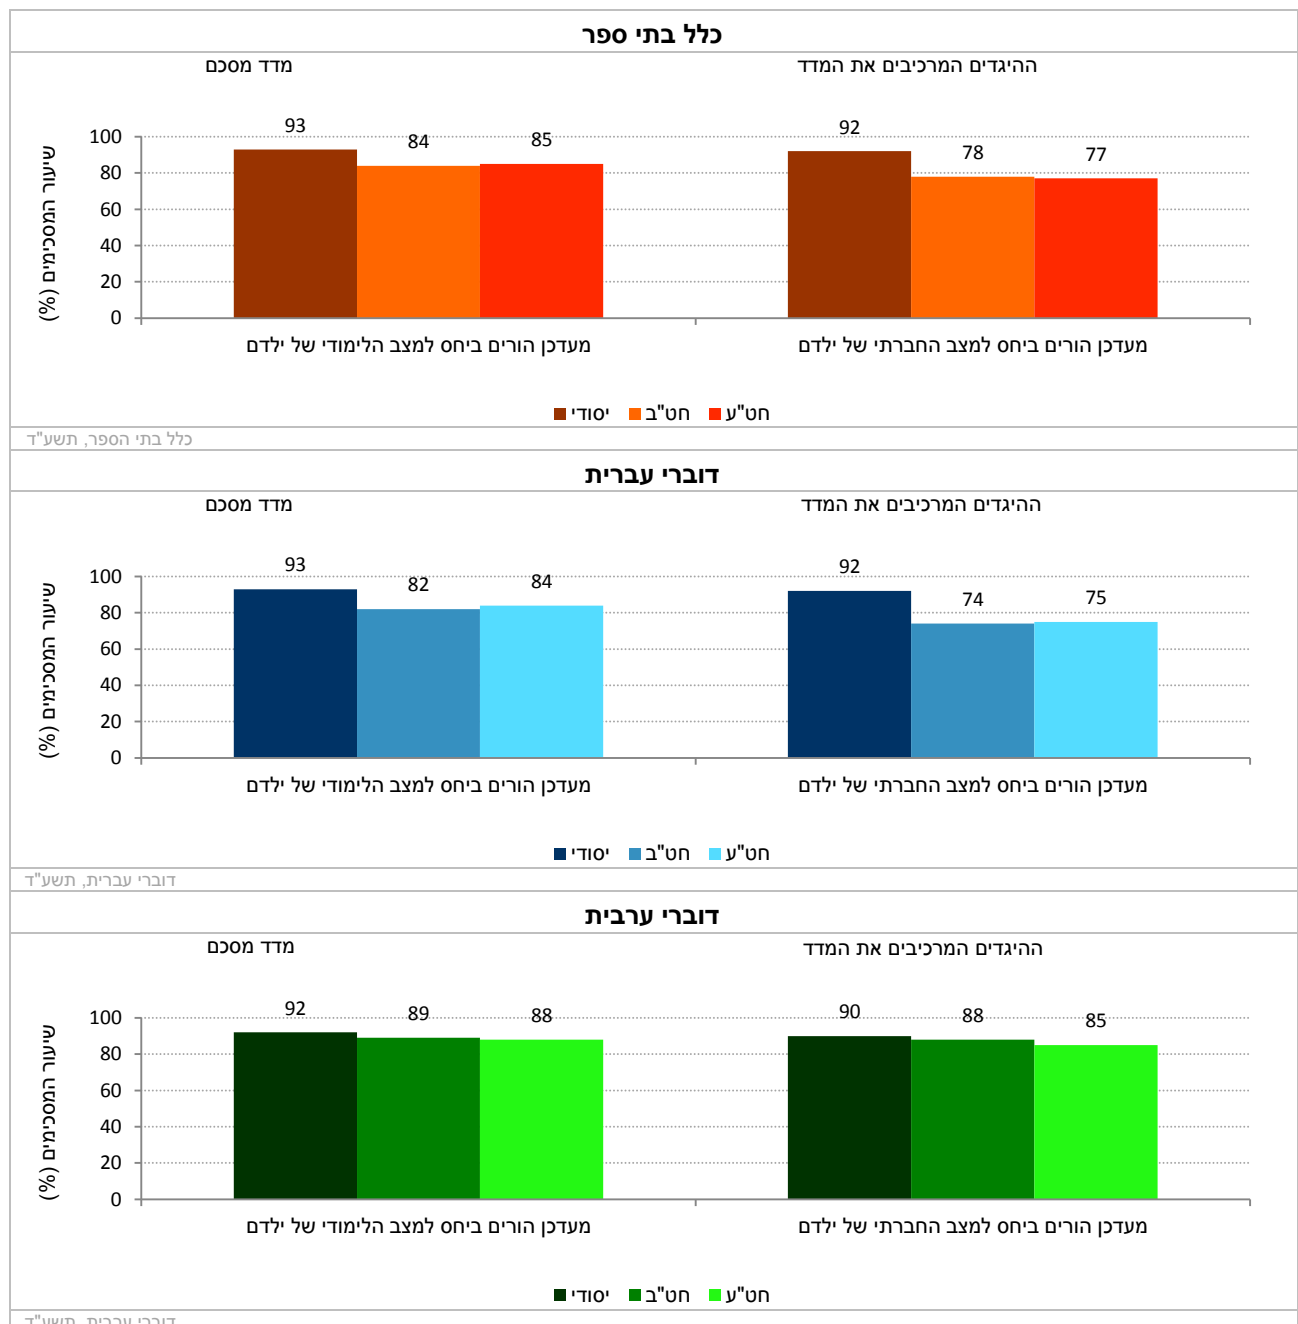 כלל בתי ספר
מדד מסכם
ההיגדים המרכיבים את המדד
שיעור המסכימים (%)
100
80
60
40
20
0
93
84
85
92
78
77
מעדכן הורים ביחס למצב הלימודי של ילדם
מעדכן הורים ביחס למצב החברתי של ילדם
יסודי חט"ב חט"ע
כלל בתי הספר, תשע"ד
דוברי עברית
מדד מסכם
ההיגדים המרכיבים את המדד
שיעור המסכימים (%)
100
80
60
40
20
0
93
82
84
92
74
75
מעדכן הורים ביחס למצב הלימודי של ילדם
מעדכן הורים ביחס למצב החברתי של ילדם
יסודי חט"ב חט"ע
דוברי עברית, תשע"ד
דוברי ערבית
מדד מסכם
ההיגדים המרכיבים את המדד
שיעור המסכימים (%)
100
80
60
40
20
0
92
89
88
90
88
85
מעדכן הורים ביחס למצב הלימודי של ילדם
מעדכן הורים ביחס למצב החברתי של ילדם
יסודי חט"ב חט"ע
דוברי ערבית, תשע"ד